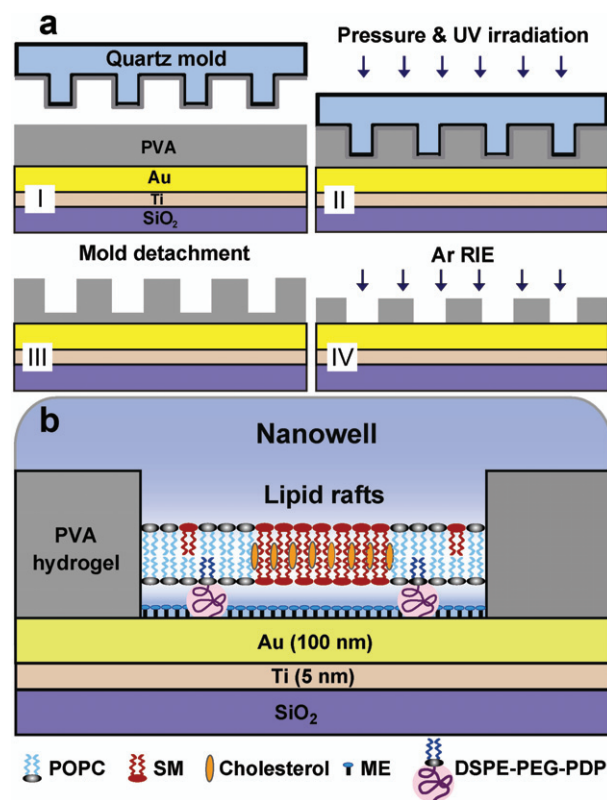 a
Pressure & UV irradiation
Quartz mold
PVA
Au
Ti
SiO₂
I
II
Mold detachment
Ar RIE
III
IV
b
Nanowell
Lipid rafts
PVA
hydrogel
Au (100 nm)
Ti (5 nm)
SiO₂
POPC SM Cholesterol ME DSPE-PEG-PDP